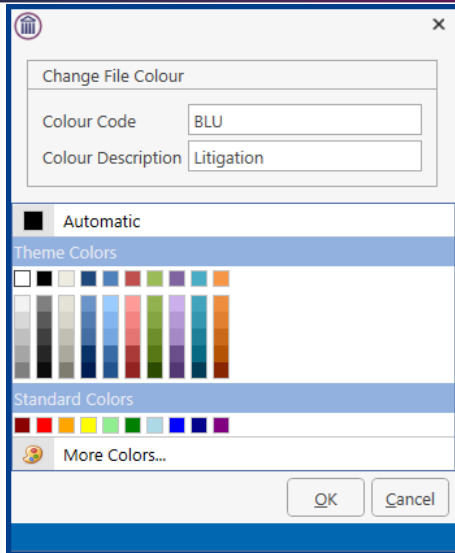 Change File Colour
Colour Code BLU
Colour Description Litigation
Automatic
Theme Colors
Standard Colors
More Colors...
OK Cancel